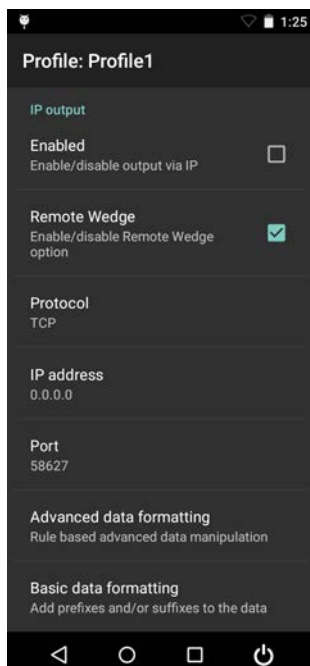 1:25
Profile: Profile1
IP output
Enabled
Enable/disable output via IP
Remote Wedge
Enable/disable Remote Wedge
option
Protocol
TCP
IP address
0.0.0.0
Port
58627
Advanced data formatting
Rule based advanced data manipulation
Basic data formatting
Add prefixes and/or suffixes to the data